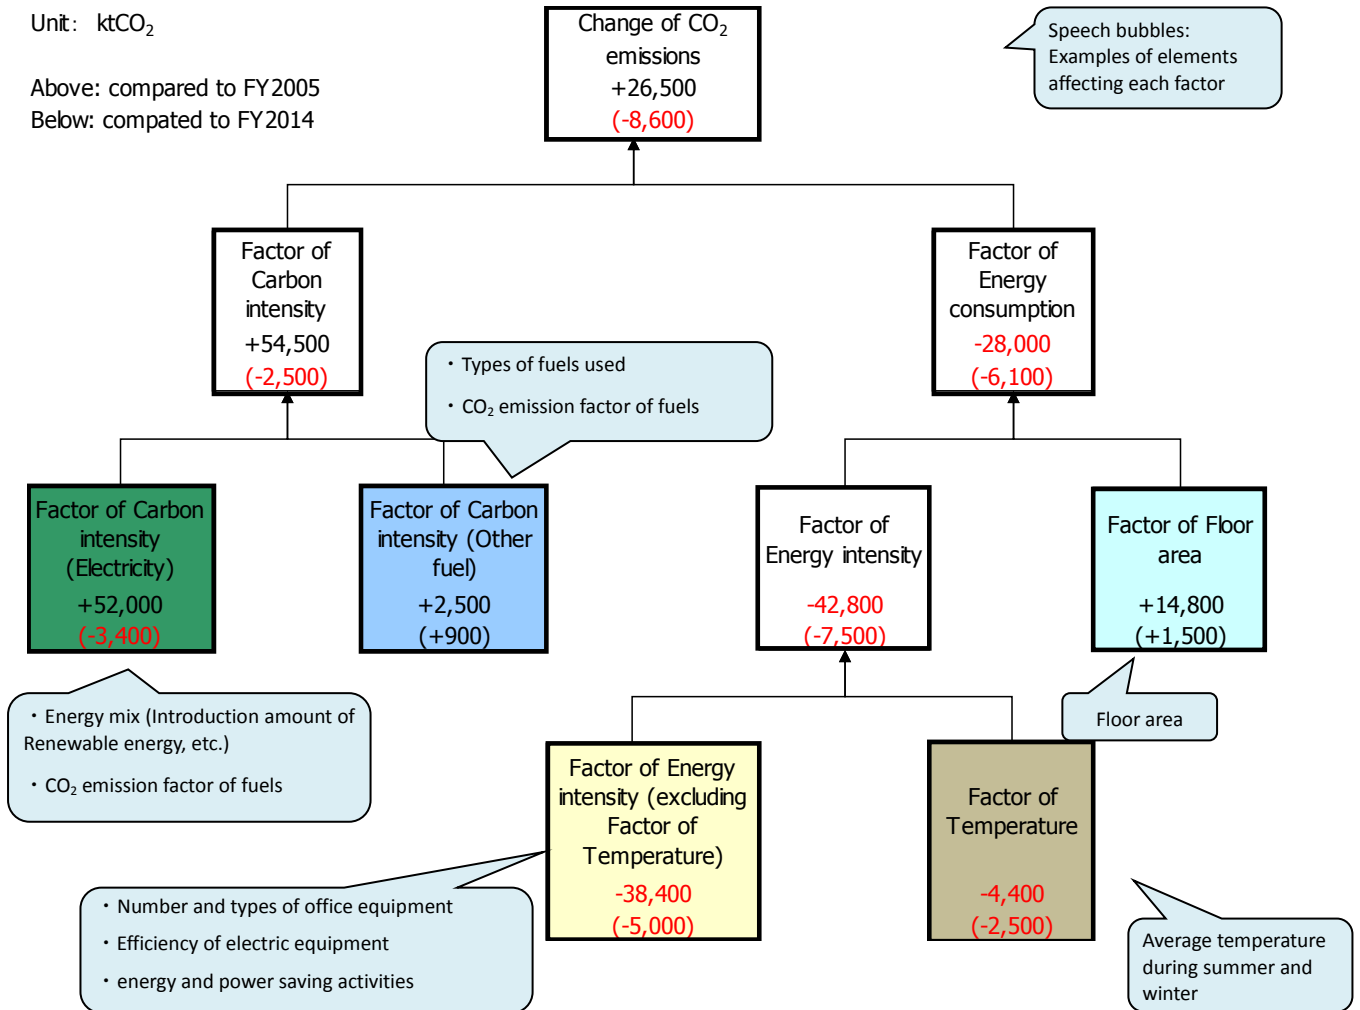 Unit: ktCO₂
Above: compared to FY2005
Below: compated to FY2014
Change of CO₂
emissions
+26,500
(-8,600)
Speech bubbles:
Examples of elements
affecting each factor
Factor of
Carbon
intensity
+54,500
(-2,500)
Factor of
Energy
consumption
-28,000
(-6,100)
・Types of fuels used
・CO₂ emission factor of fuels
Factor of Carbon
intensity
(Electricity)
+52,000
(-3,400)
Factor of Carbon
intensity (Other
fuel)
+2,500
(+900)
Factor of
Energy intensity
-42,800
(-7,500)
Factor of Floor
area
+14,800
(+1,500)
・Energy mix (Introduction amount of
Renewable energy, etc.)
・CO₂ emission factor of fuels
Floor area
Factor of Energy
intensity (excluding
Factor of
Temperature)
-38,400
(-5,000)
Factor of
Temperature
-4,400
(-2,500)
・Number and types of office equipment
・Efficiency of electric equipment
・energy and power saving activities
Average temperature
during summer and
winter